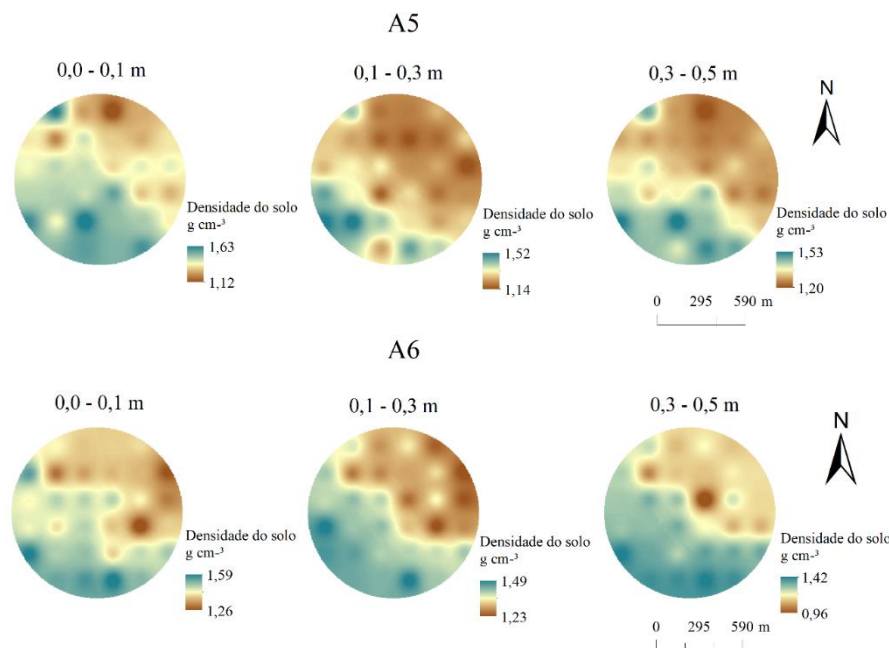 A5
0,0 - 0,1 m
0,1 - 0,3 m
0,3 - 0,5 m
N
Densidade do solo
g cm-³
1,63
1,12
Densidade do solo
g cm-³
1,52
1,14
Densidade do solo
g cm-³
1,53
1,20
0 295 590 m
A6
0,0 - 0,1 m
0,1 - 0,3 m
0,3 - 0,5 m
N
Densidade do solo
g cm-³
1,59
1,26
Densidade do solo
g cm-³
1,49
1,23
Densidade do solo
g cm-³
1,42
0,96
0 295 590 m